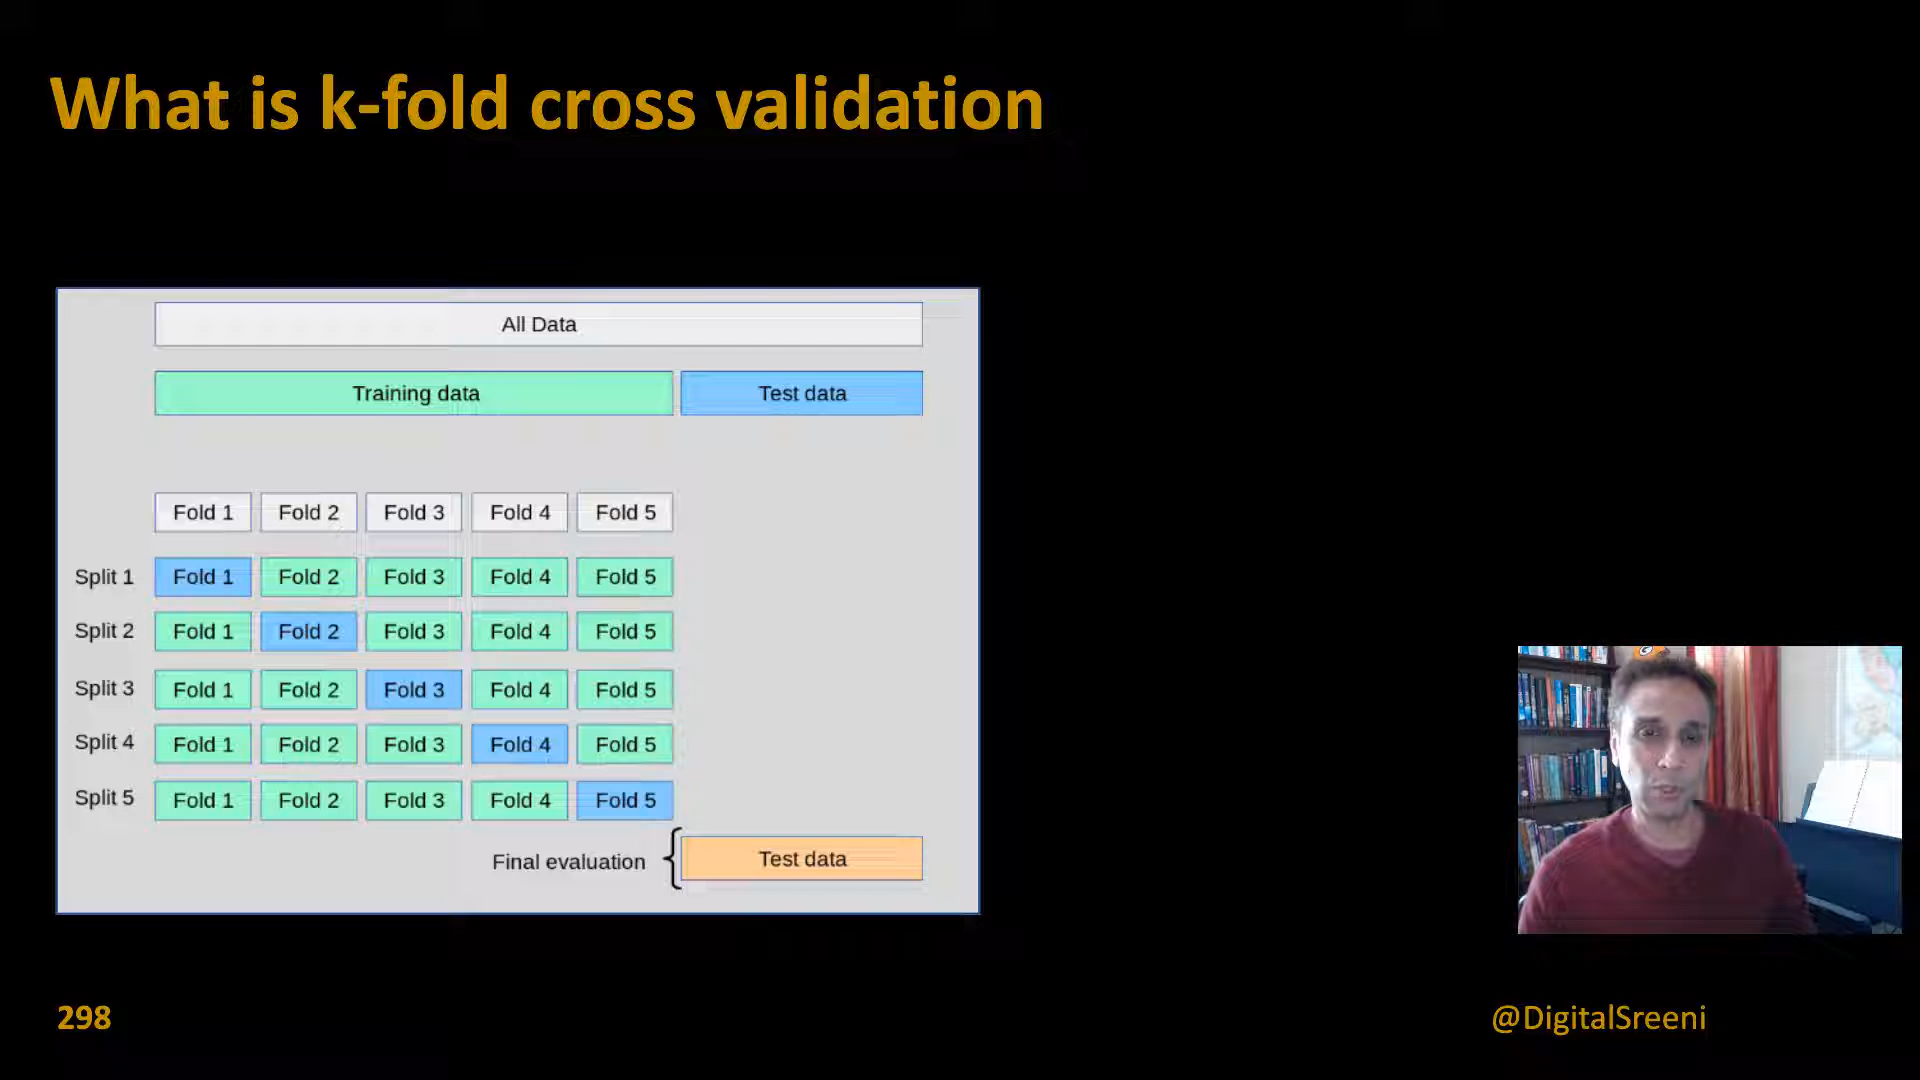 What is k-fold cross validation
All Data
Training data Test data
Fold 1 Fold 2 Fold 3 Fold 4 Fold 5
Split 1 Fold 1 Fold 2 Fold 3 Fold 4 Fold 5
Split 2 Fold 1 Fold 2 Fold 3 Fold 4 Fold 5
Split 3 Fold 1 Fold 2 Fold 3 Fold 4 Fold 5
Split 4 Fold 1 Fold 2 Fold 3 Fold 4 Fold 5
Split 5 Fold 1 Fold 2 Fold 3 Fold 4 Fold 5
Final evaluation Test data
298
@DigitalSreeni